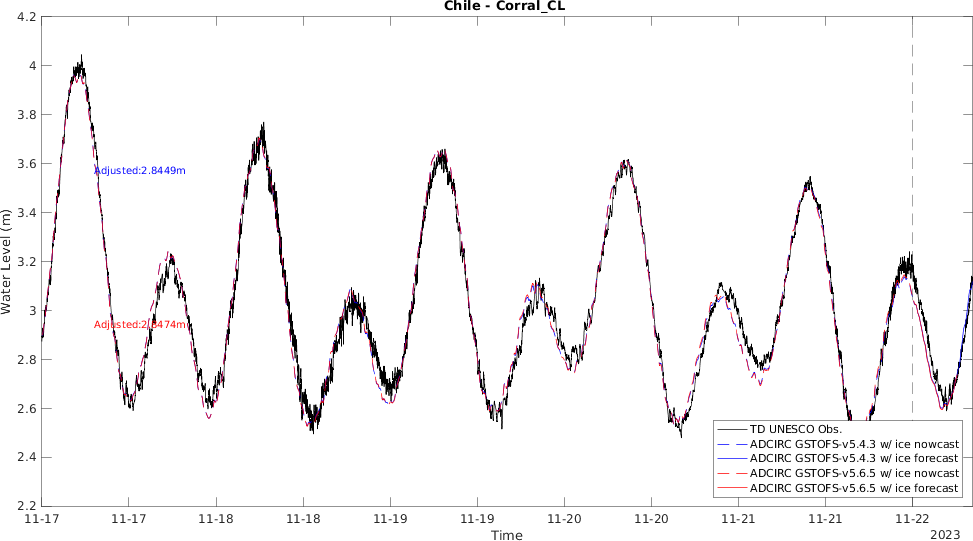 Chile - Corral_CL
Water Level (m)
4.2
4
3.8
3.6
3.4
3.2
3
2.8
2.6
2.4
2.2
Adjusted:2.8449m
Adjusted:2.8474m
TD UNESCO Obs.
ADCIRC GSTOFS-v5.4.3 w/ ice nowcast
ADCIRC GSTOFS-v5.4.3 w/ ice forecast
ADCIRC GSTOFS-v5.6.5 w/ ice nowcast
ADCIRC GSTOFS-v5.6.5 w/ ice forecast
11-17 11-17 11-18 11-18 11-19 11-19 11-20 11-20 11-21 11-21 11-22
Time
2023